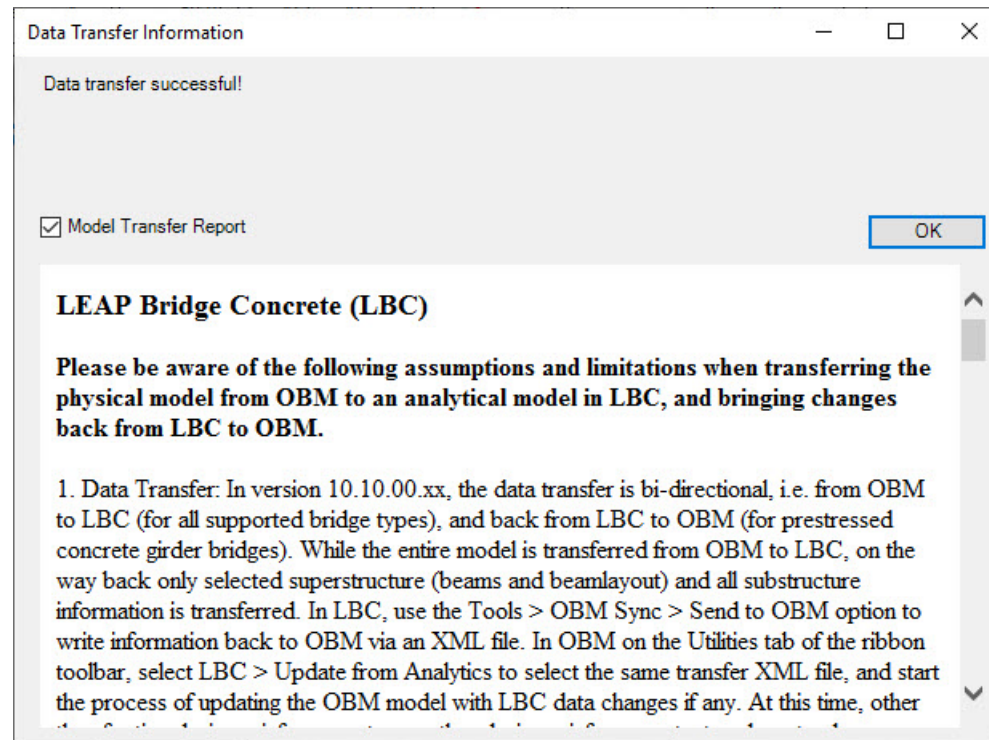 Data Transfer Information
Data transfer successful!
Model Transfer Report
OK
LEAP Bridge Concrete (LBC)
Please be aware of the following assumptions and limitations when transferring the
physical model from OBM to an analytical model in LBC, and bringing changes
back from LBC to OBM.
1. Data Transfer: In version 10.10.00.xx, the data transfer is bi-directional, i.e. from OBM
to LBC (for all supported bridge types), and back from LBC to OBM (for prestressed
concrete girder bridges). While the entire model is transferred from OBM to LBC, on the
way back only selected superstructure (beams and beamlayout) and all substructure
information is transferred. In LBC, use the Tools > OBM Sync > Send to OBM option to
write information back to OBM via an XML file. In OBM on the Utilities tab of the ribbon
toolbar, select LBC > Update from Analytics to select the same transfer XML file, and start
the process of updating the OBM model with LBC data changes if any. At this time, other